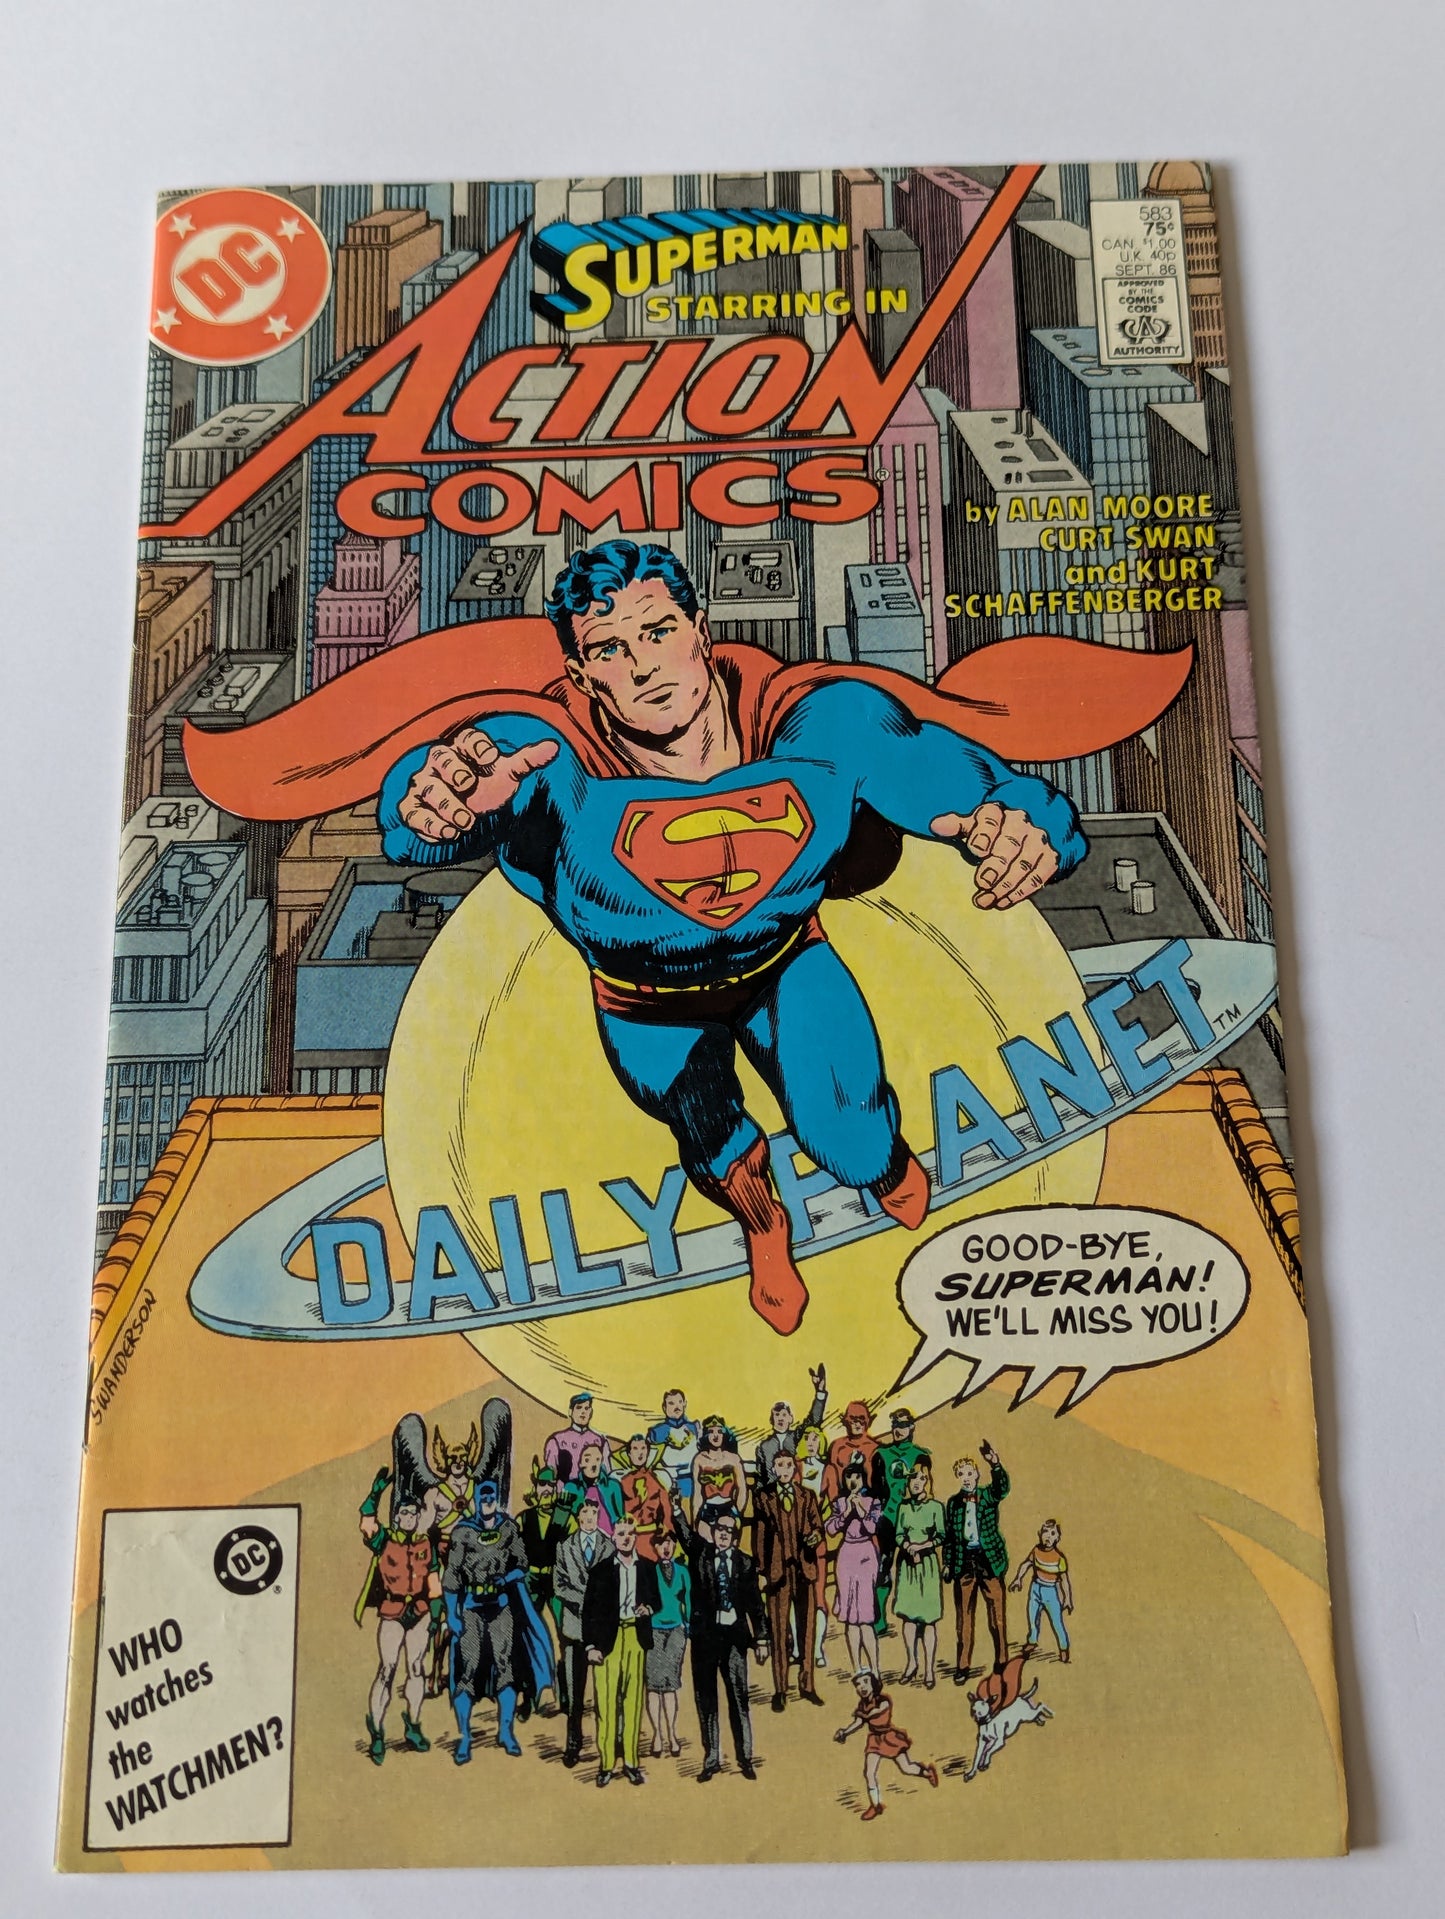 DC
SUPERMAN
STARRING IN
ACTION
COMICS®
583
75¢
CAN. $1.00
U.K. 40p
SEPT. 86
APPROVED
BY THE
COMICS
CODE
CA
AUTHORITY
by ALAN MOORE,
CURT SWAN,
and KURT
SCHAFFENBERGER
S
DAILY PLANET™
GOOD-BYE,
SUPERMAN!
WE'LL MISS YOU!
SWANDERSON
DC®
WHO
watches
the
WATCHMEN?